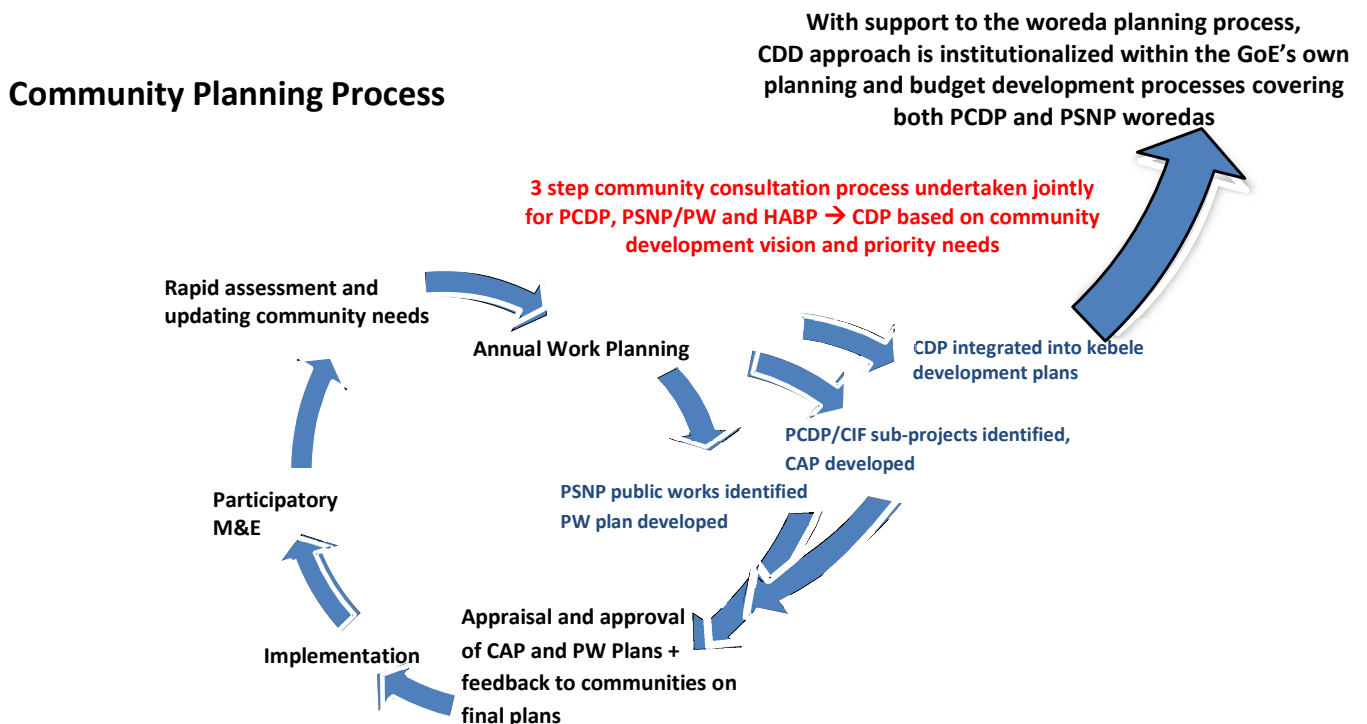 Community Planning Process
With support to the woreda planning process,
CDD approach is institutionalized within the GoE's own
planning and budget development processes covering
both PCDP and PSNP woredas
3 step community consultation process undertaken jointly
for PCDP, PSNP/PW and HABP → CDP based on community
development vision and priority needs
Rapid assessment and
updating community needs
Annual Work Planning
CDP integrated into kebele
development plans
PCDP/CIF sub-projects identified,
CAP developed
PSNP public works identified
PW plan developed
Participatory
M&E
Appraisal and approval
of CAP and PW Plans +
feedback to communities on
final plans
Implementation